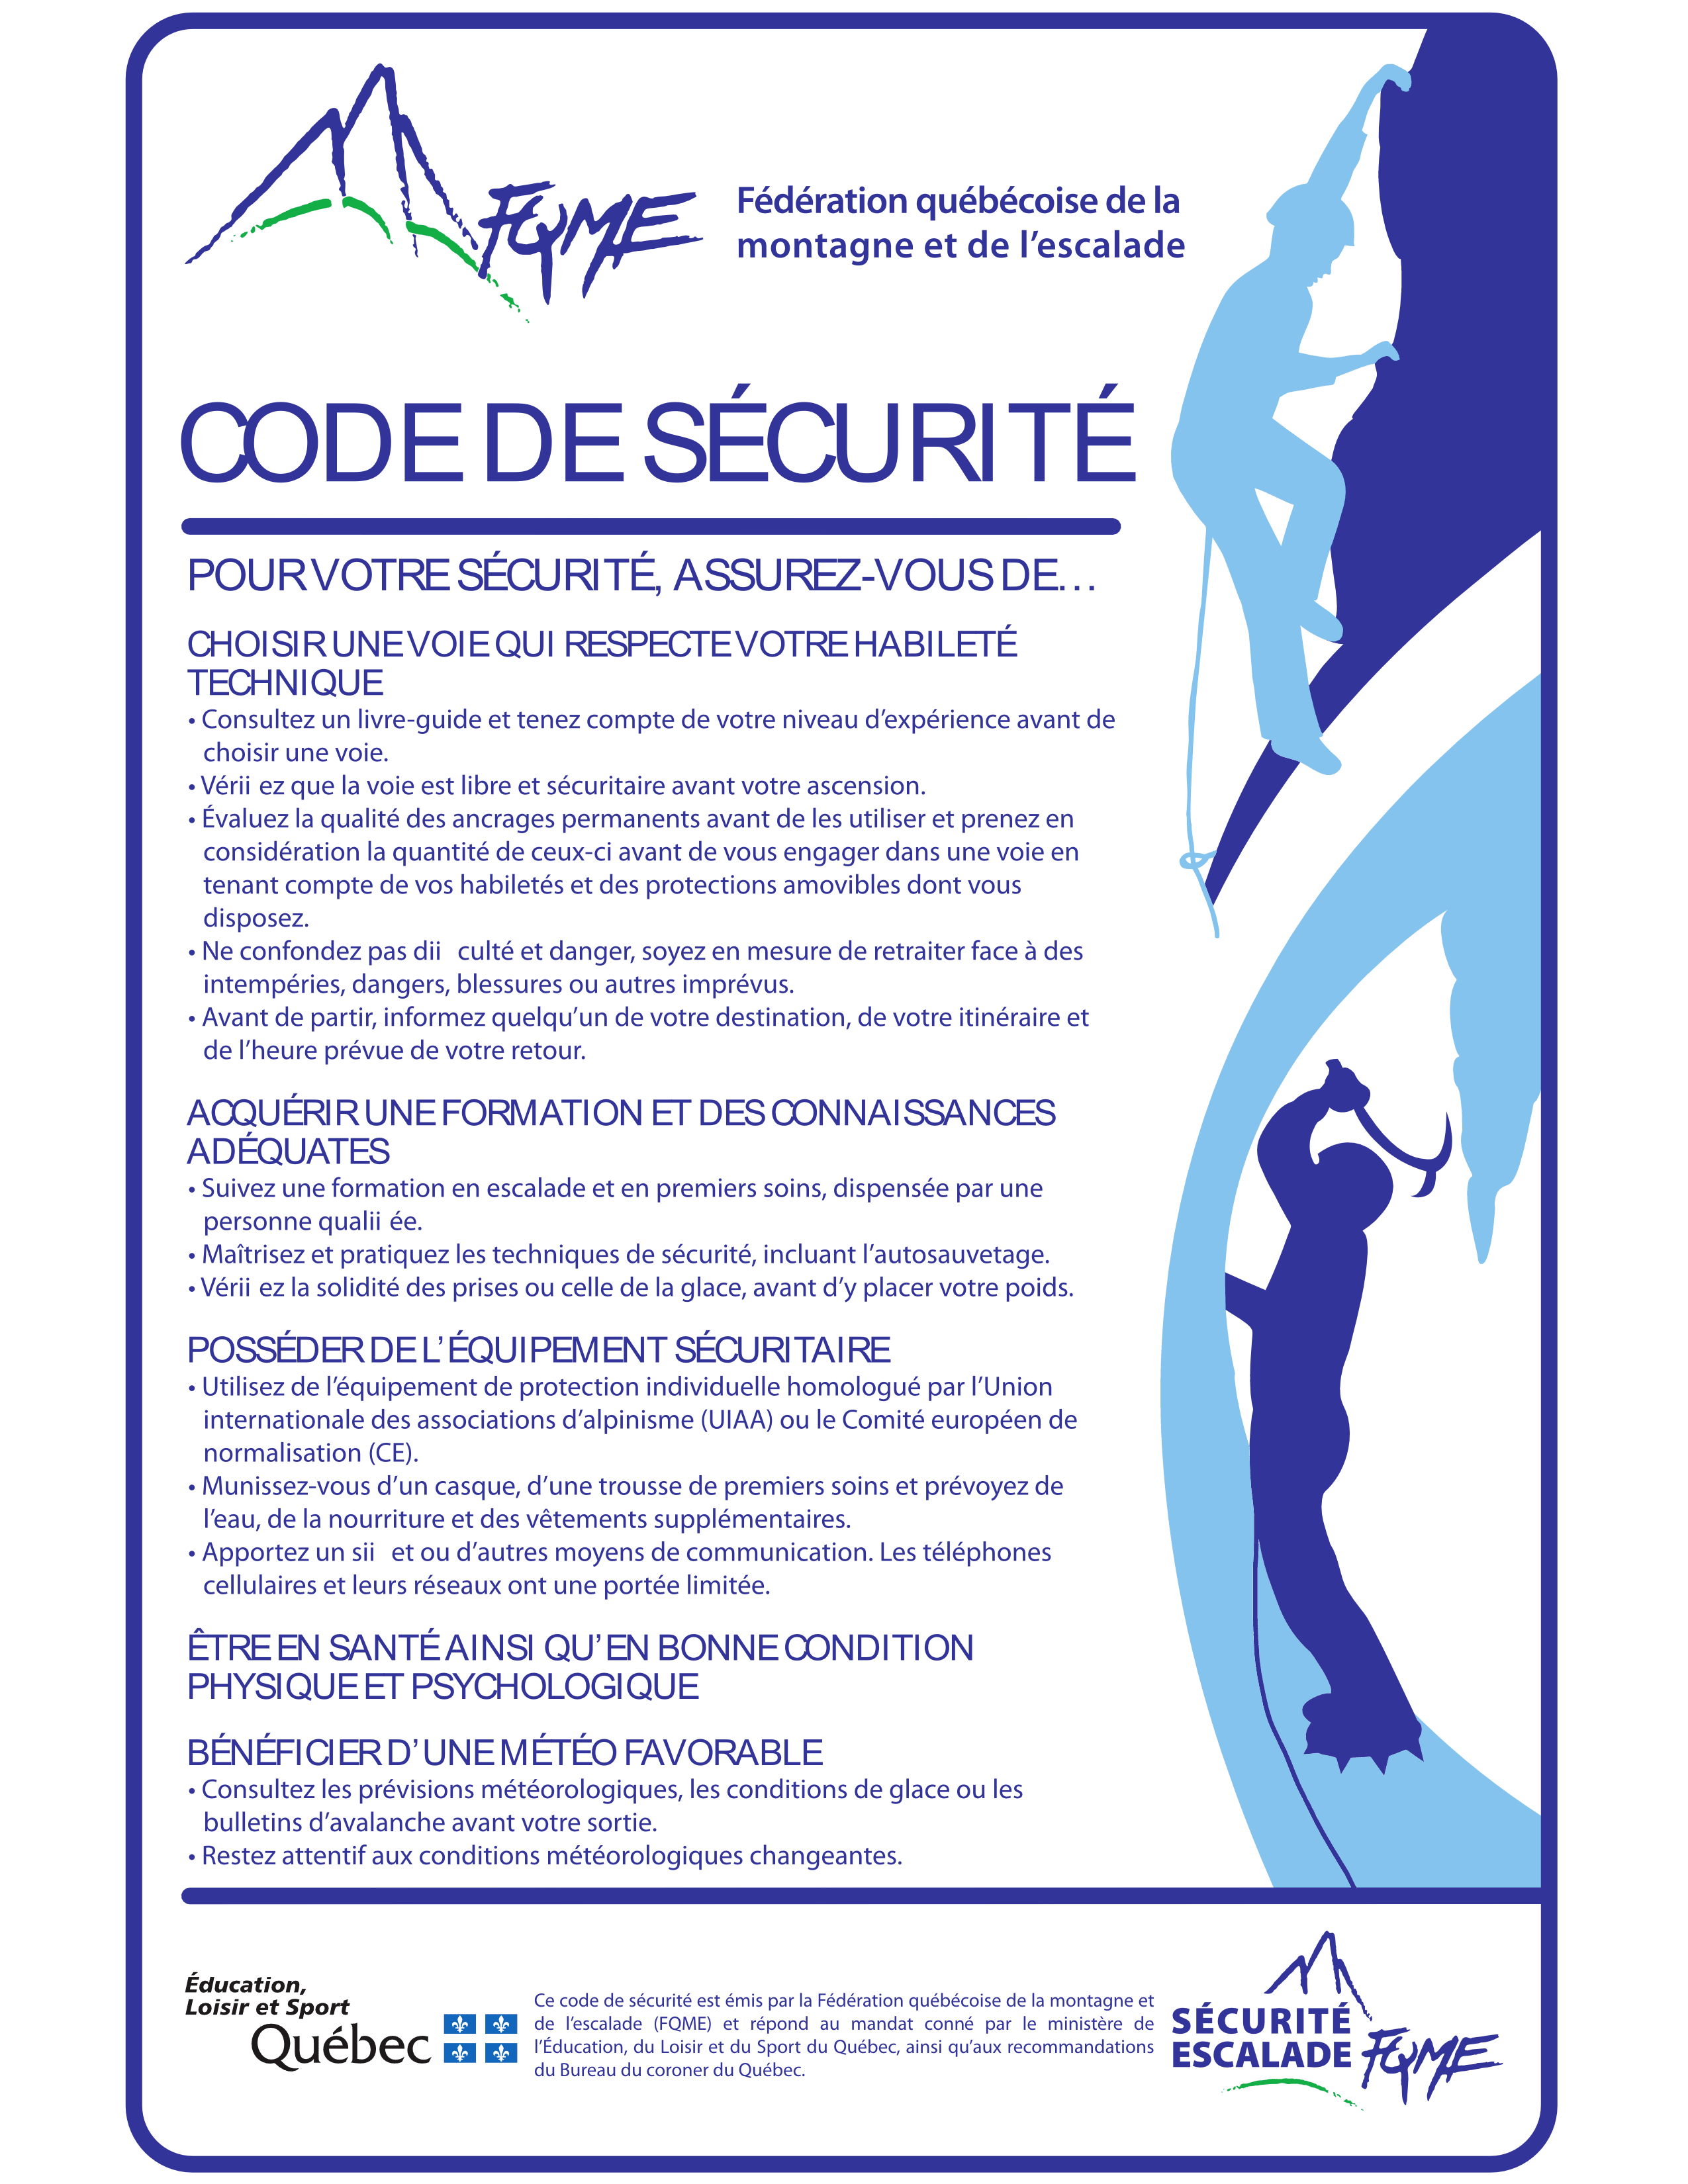 FQME
Fédération québécoise de la
montagne et de l’escalade
CODE DE SÉCURITÉ
POUR VOTRE SÉCURITÉ, ASSUREZ-VOUS DE...
CHOISIR UNE VOIE QUI RESPECTE VOTRE HABILETÉ
TECHNIQUE
• Consultez un livre-guide et tenez compte de votre niveau d’expérience avant de
choisir une voie.
• Vérii ez que la voie est libre et sécuritaire avant votre ascension.
• Évaluez la qualité des ancrages permanents avant de les utiliser et prenez en
considération la quantité de ceux-ci avant de vous engager dans une voie en
tenant compte de vos habiletés et des protections amovibles dont vous
disposez.
• Ne confondez pas dii culté et danger, soyez en mesure de retraiter face à des
intempéries, dangers, blessures ou autres imprévus.
• Avant de partir, informez quelqu’un de votre destination, de votre itinéraire et
de l’heure prévue de votre retour.
ACQUÉRIR UNE FORMATION ET DES CONNAISSANCES
ADÉQUATES
• Suivez une formation en escalade et en premiers soins, dispensée par une
personne qualii ée.
• Maîtrisez et pratiquez les techniques de sécurité, incluant l’autosauvetage.
• Vérii ez la solidité des prises ou celle de la glace, avant d’y placer votre poids.
POSSÉDER DE L’ÉQUIPEMENT SÉCURITAIRE
• Utilisez de l’équipement de protection individuelle homologué par l’Union
internationale des associations d’alpinisme (UIAA) ou le Comité européen de
normalisation (CE).
• Munissez-vous d’un casque, d’une trousse de premiers soins et prévoyez de
l’eau, de la nourriture et des vêtements supplémentaires.
• Apportez un sii et ou d’autres moyens de communication. Les téléphones
cellulaires et leurs réseaux ont une portée limitée.
ÊTRE EN SANTÉ AINSI QU’EN BONNE CONDITION
PHYSIQUE ET PSYCHOLOGIQUE
BÉNÉFICIER D’UNE MÉTÉO FAVORABLE
• Consultez les prévisions météorologiques, les conditions de glace ou les
bulletins d’avalanche avant votre sortie.
• Restez attentif aux conditions météorologiques changeantes.
Éducation,
Loisir et Sport
Québec
Ce code de sécurité est émis par la Fédération québécoise de la montagne et
de l’escalade (FQME) et répond au mandat conné par le ministère de
l’Éducation, du Loisir et du Sport du Québec, ainsi qu’aux recommandations
du Bureau du coroner du Québec.
SÉCURITÉ
ESCALADE
FQME